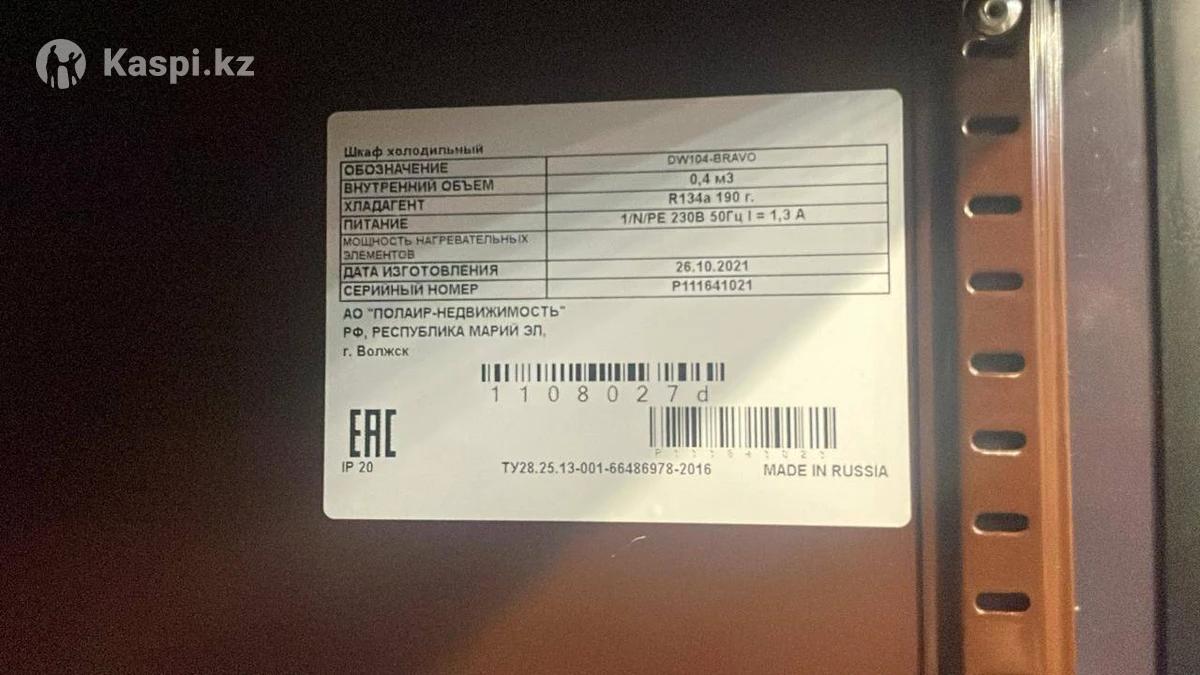 Kaspi.kz
Шкаф холодильный
ОБОЗНАЧЕНИЕ DW104-BRAVO
ВНУТРЕННИЙ ОБЪЕМ 0,4 м3
ХЛАДАГЕНТ R134a 190 г.
ПИТАНИЕ 1/N/PE 230В 50Гц I = 1,3 А
МОЩНОСТЬ НАГРЕВАТЕЛЬНЫХ
ЭЛЕМЕНТОВ
ДАТА ИЗГОТОВЛЕНИЯ 26.10.2021
СЕРИЙНЫЙ НОМЕР P111641021
АО "ПОЛАИР-НЕДВИЖИМОСТЬ"
РФ, РЕСПУБЛИКА МАРИЙ ЭЛ,
г. Волжск
1108027d
P111641021
EAC
IP 20
ТУ28.25.13-001-66486978-2016
MADE IN RUSSIA